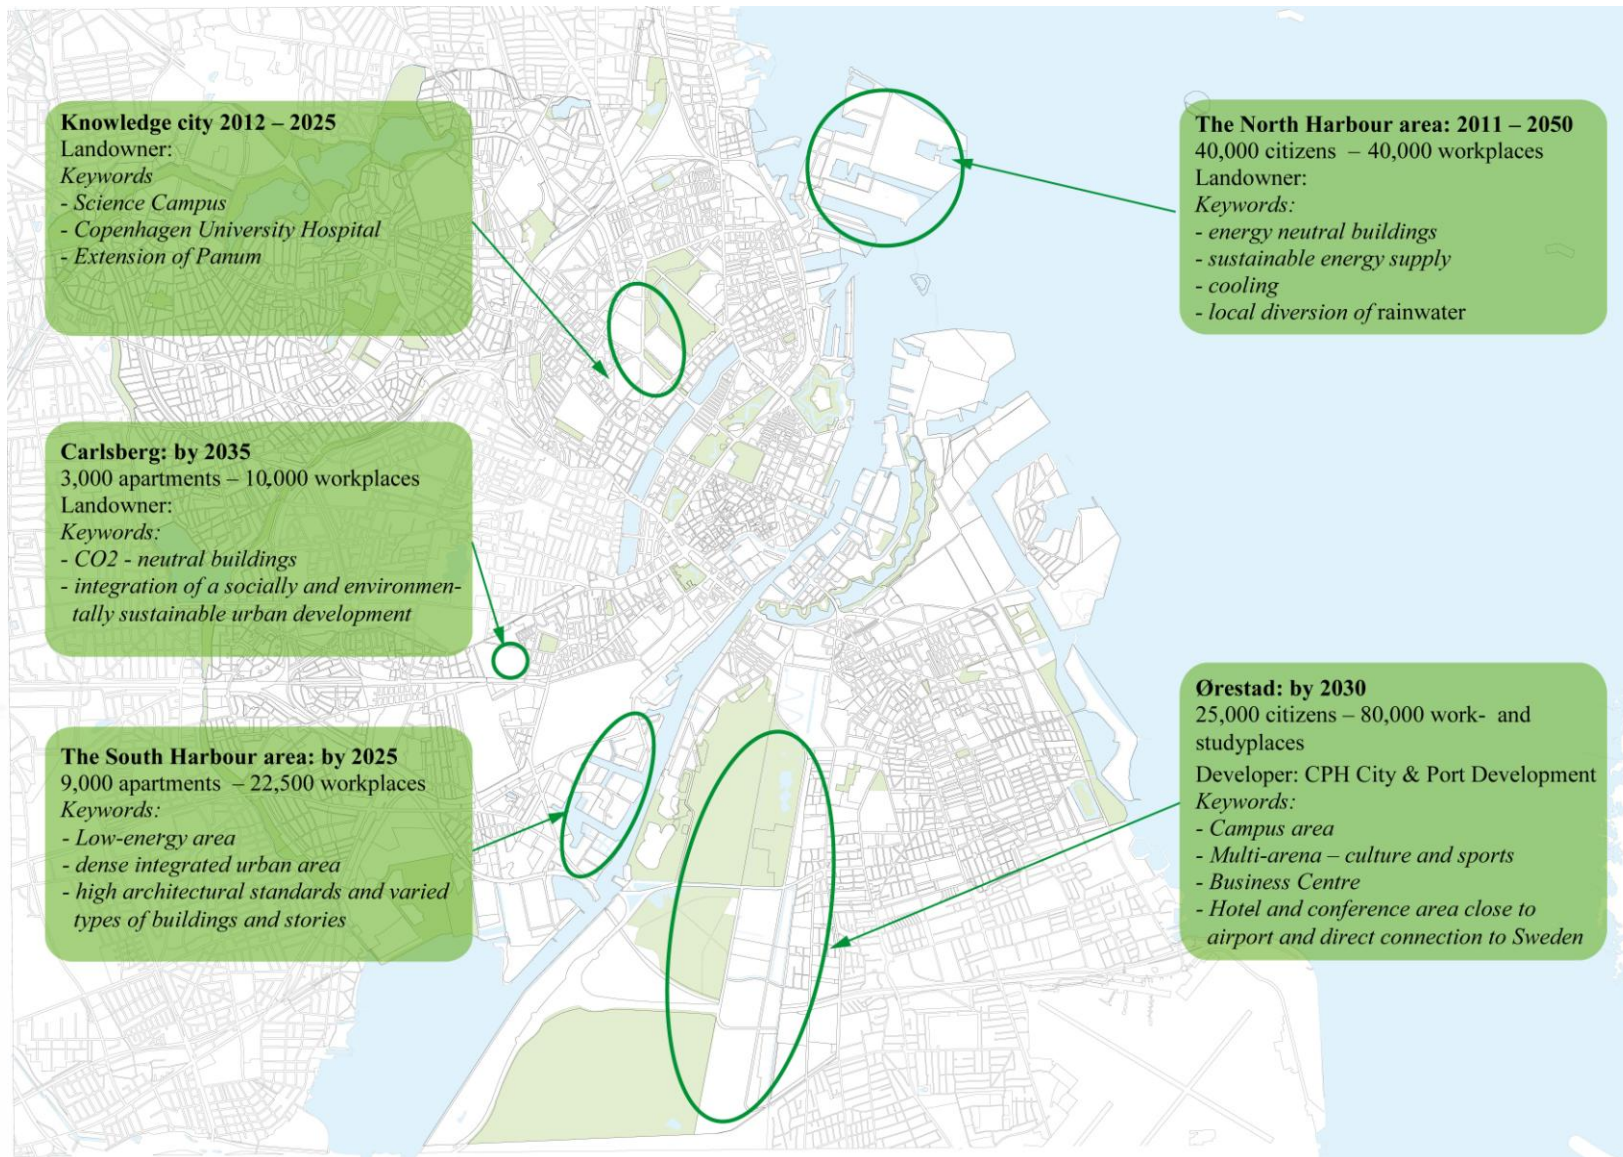 Knowledge city 2012 – 2025
Landowner:
Keywords
- Science Campus
- Copenhagen University Hospital
- Extension of Panum
Carlsberg: by 2035
3,000 apartments – 10,000 workplaces
Landowner:
Keywords:
- CO2 - neutral buildings
- integration of a socially and environmen-
tally sustainable urban development
The South Harbour area: by 2025
9,000 apartments – 22,500 workplaces
Keywords:
- Low-energy area
- dense integrated urban area
- high architectural standards and varied
types of buildings and stories
The North Harbour area: 2011 – 2050
40,000 citizens – 40,000 workplaces
Landowner:
Keywords:
- energy neutral buildings
- sustainable energy supply
- cooling
- local diversion of rainwater
Ørestad: by 2030
25,000 citizens – 80,000 work- and
studyplaces
Developer: CPH City & Port Development
Keywords:
- Campus area
- Multi-arena – culture and sports
- Business Centre
- Hotel and conference area close to
airport and direct connection to Sweden